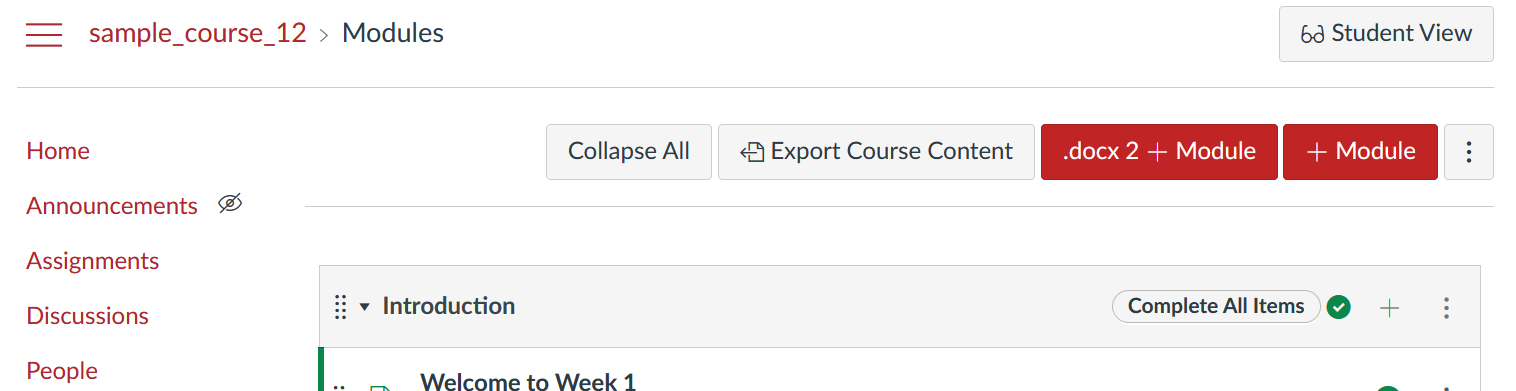 sample_course_12 > Modules
Student View
Home
Announcements
Assignments
Discussions
People
Collapse All
Export Course Content
.docx 2 + Module
+ Module
Introduction
Complete All Items
Welcome to Week 1